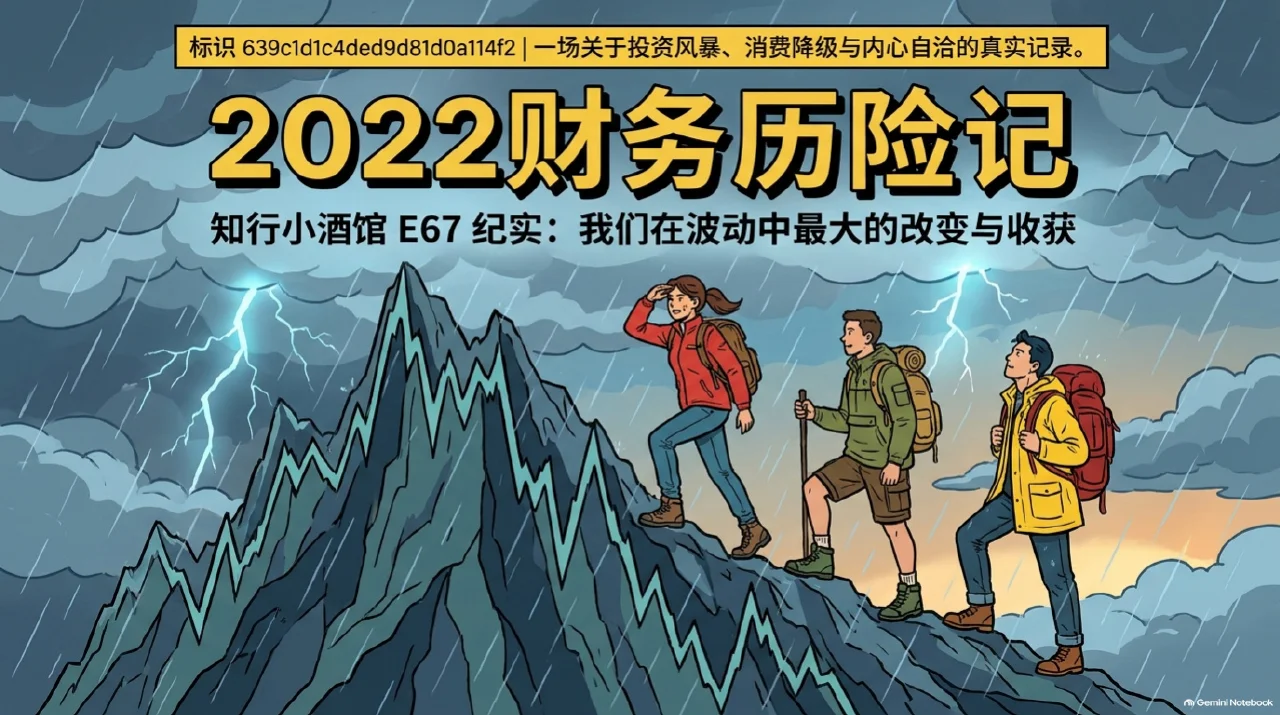 标识 639c1d1c4ded9d81d0a114f2 | 一场关于投资风暴、消费降级与内心自洽的真实记录。
2022财务历险记
知行小酒馆 E67 纪实：我们在波动中最大的改变与收获
Gemini Notebook